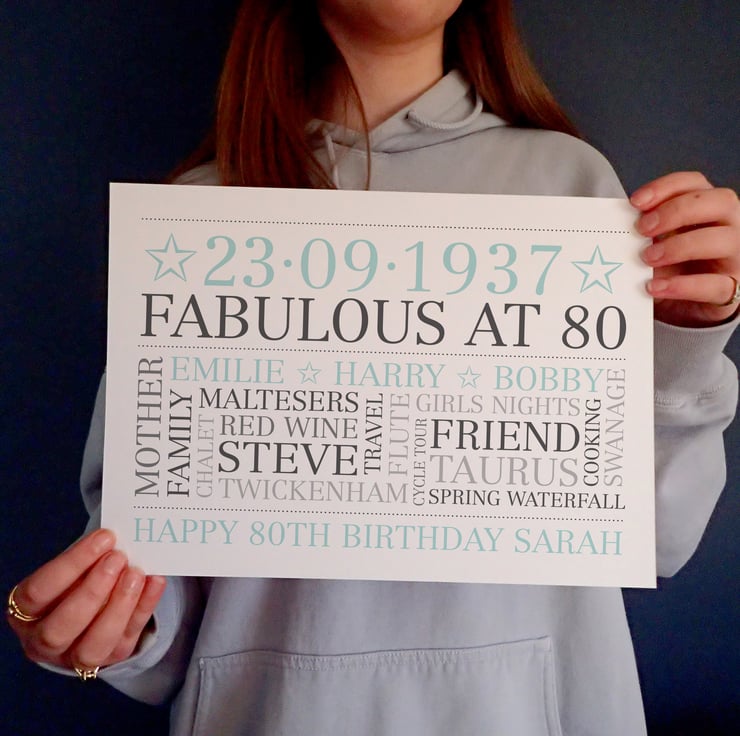 ☆ 23·09·1937 ☆
FABULOUS AT 80
EMILIE ☆ HARRY ☆ BOBBY
MOTHER
FAMILY
CHALET
MALTESERS
RED WINE
STEVE
TWICKENHAM
TRAVEL
FLUTE
CYCLE TOUR
GIRLS NIGHTS
FRIEND
TAURUS
SPRING WATERFALL
COOKING
SWANAGE
HAPPY 80TH BIRTHDAY SARAH